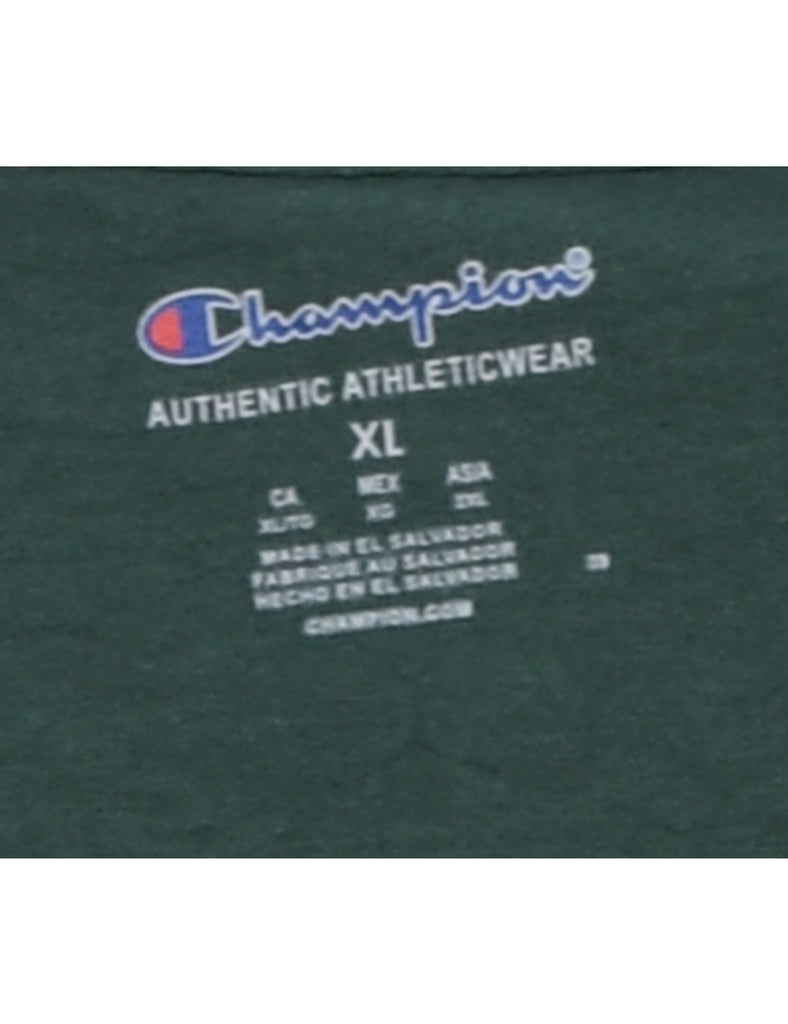 Champion®
AUTHENTIC ATHLETICWEAR
XL
CA MEX ASIA
XL/TG XG 2XL
MADE IN EL SALVADOR
FABRIQUE AU SALVADOR
HECHO EN EL SALVADOR
CHAMPION.COM